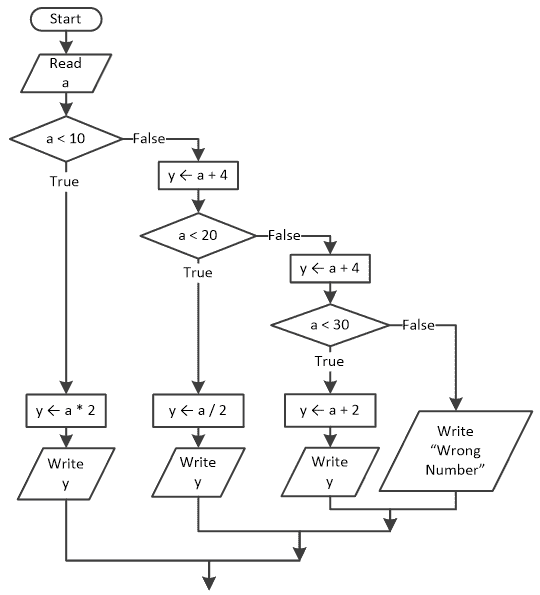 Start
Read
a
a < 10
False
True
y ← a + 4
a < 20
False
True
y ← a + 4
a < 30
False
True
y ← a * 2
y ← a / 2
y ← a + 2
Write
y
Write
y
Write
y
Write
“Wrong
Number”